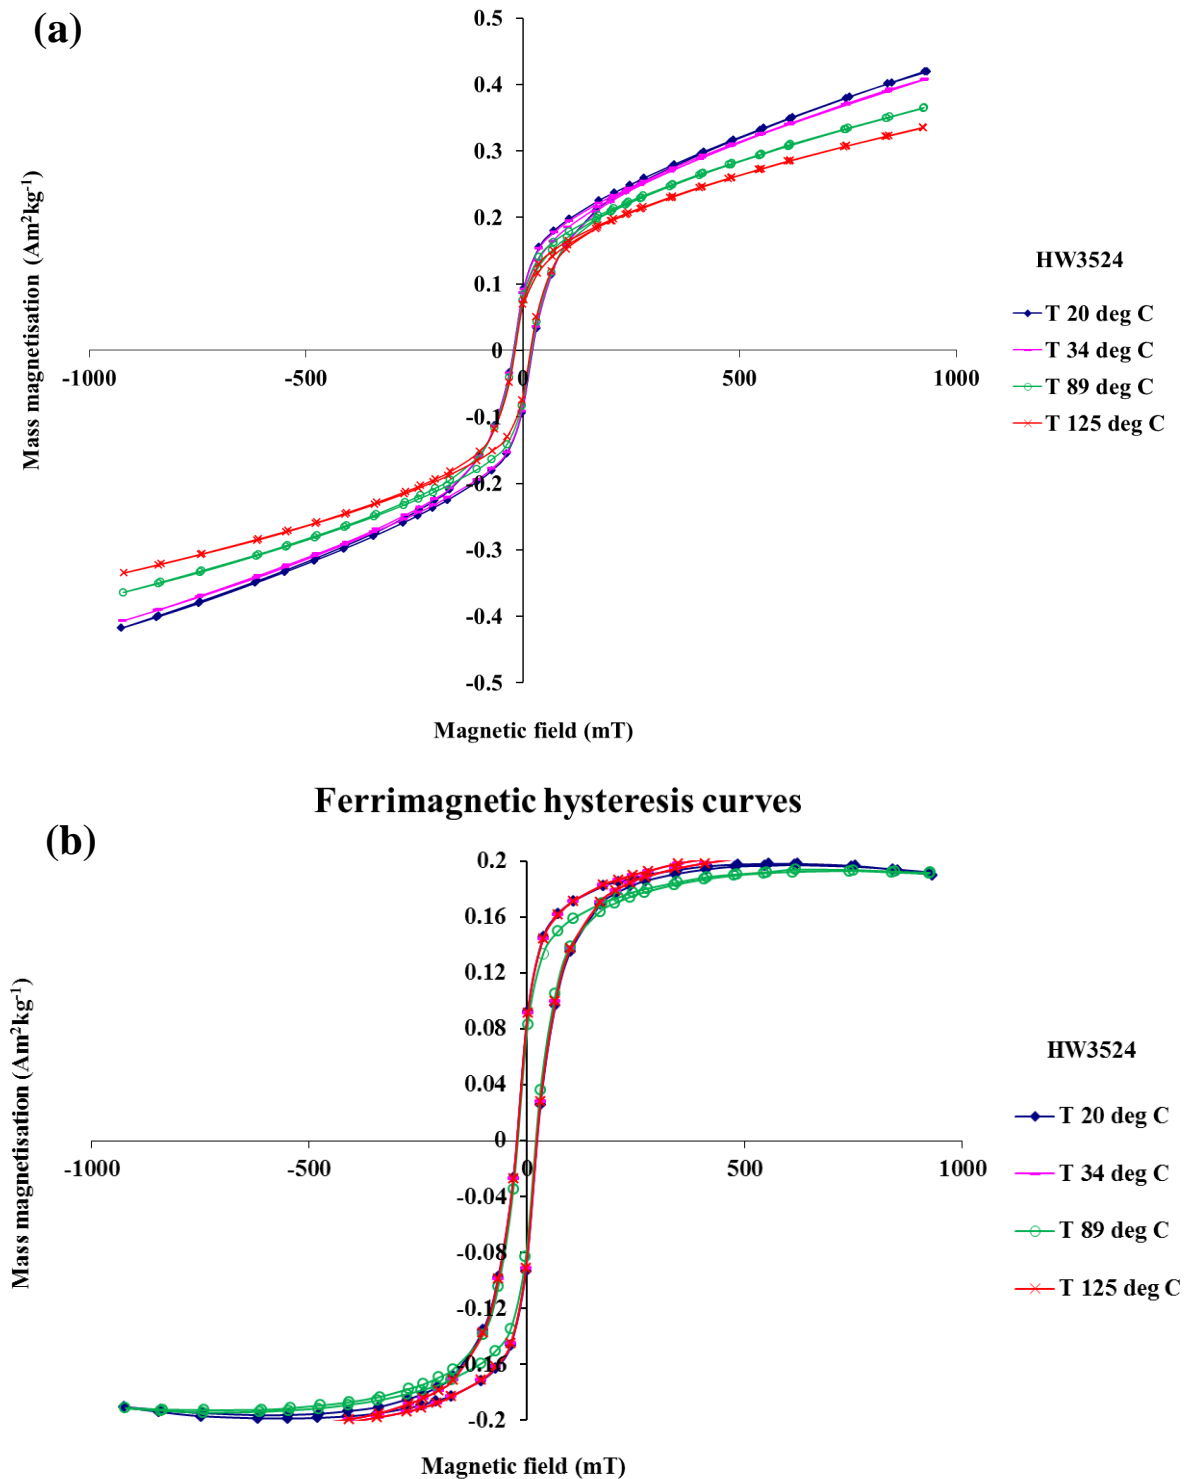 (a)
0.5
0.4
0.3
0.2
0.1
0
-1000
-500
0
500
1000
-0.1
-0.2
-0.3
-0.4
-0.5
Mass magnetisation (Am²kg⁻¹)
Magnetic field (mT)
HW3524
T 20 deg C
T 34 deg C
T 89 deg C
T 125 deg C
Ferrimagnetic hysteresis curves
(b)
0.2
0.16
0.12
0.08
0.04
0
-1000
-500
0
500
1000
-0.04
-0.08
-0.12
-0.16
-0.2
Mass magnetisation (Am²kg⁻¹)
Magnetic field (mT)
HW3524
T 20 deg C
T 34 deg C
T 89 deg C
T 125 deg C